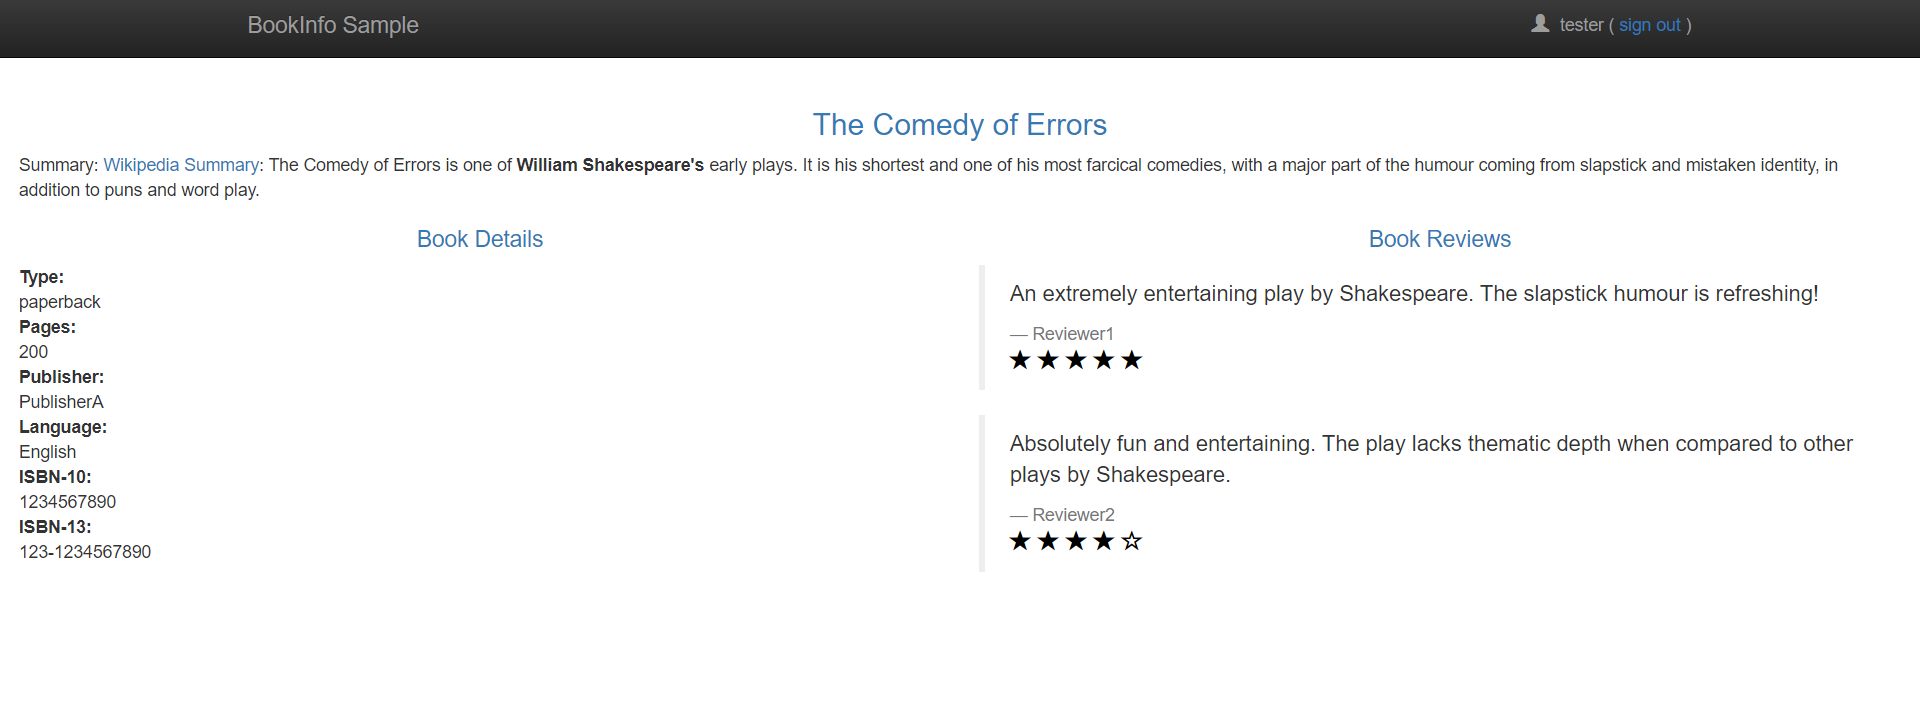 BookInfo Sample
tester ( sign out )
The Comedy of Errors
Summary: Wikipedia Summary: The Comedy of Errors is one of William Shakespeare's early plays. It is his shortest and one of his most farcical comedies, with a major part of the humour coming from slapstick and mistaken identity, in
addition to puns and word play.
Book Details
Type:
paperback
Pages:
200
Publisher:
PublisherA
Language:
English
ISBN-10:
1234567890
ISBN-13:
123-1234567890
Book Reviews
An extremely entertaining play by Shakespeare. The slapstick humour is refreshing!
— Reviewer1
★ ★ ★ ★ ★
Absolutely fun and entertaining. The play lacks thematic depth when compared to other
plays by Shakespeare.
— Reviewer2
★ ★ ★ ★ ☆